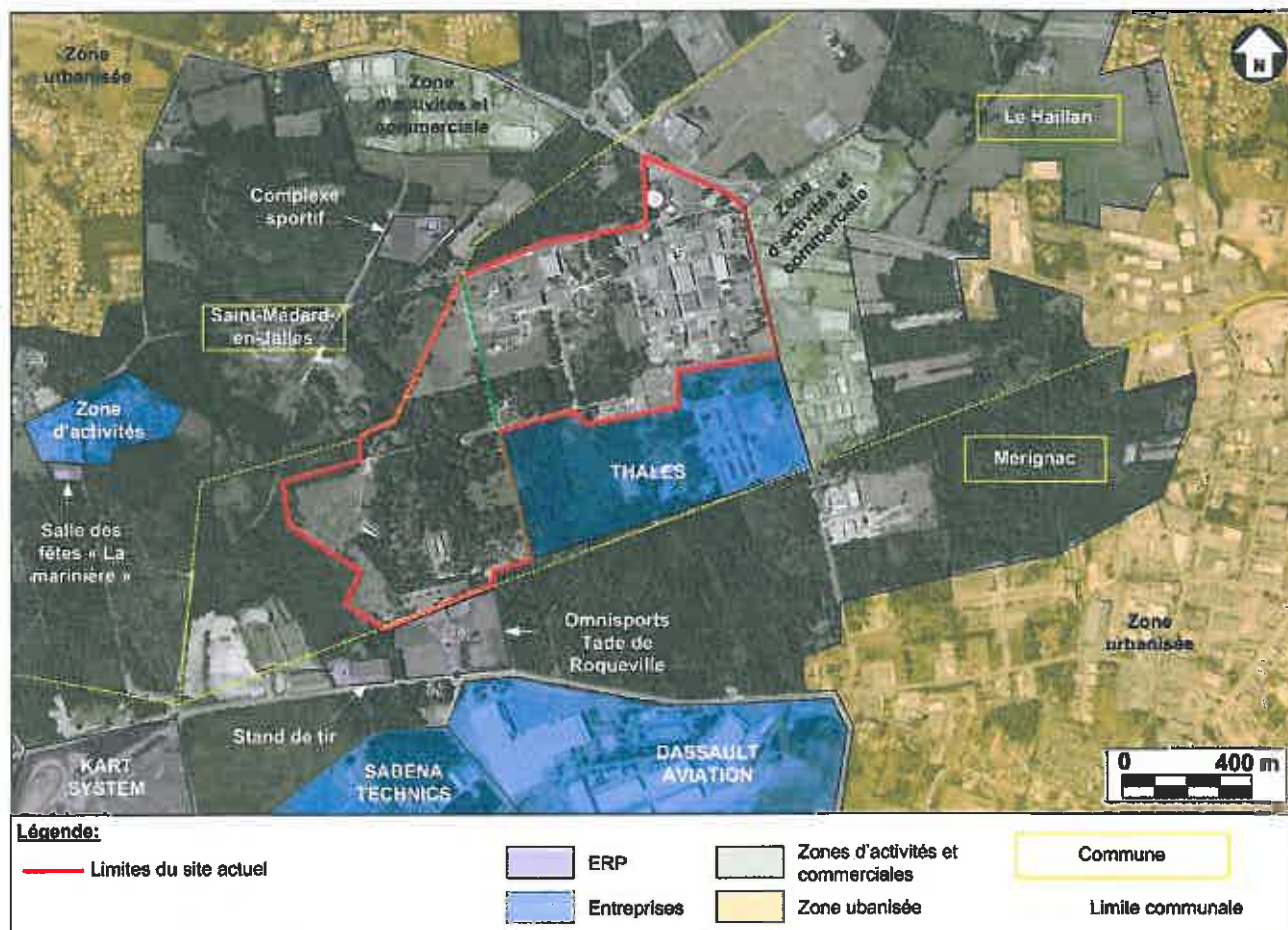 Zone
urbanisée
Zone
d'activités et
commerciale
N
Le Haillan
Complexe
sportif
Zone
d'activités et
commerciale
Saint-Médard-
en-Jalles
Zone
d'activités
THALES
Mérignac
Salle des
fêtes « La
marinière »
Omnisports
Tade de
Roqueville
Zone
urbanisée
Stand de tir
KART
SYSTEM
SABENA
TECHNICS
DASSAULT
AVIATION
0 400 m
Légende:
Limites du site actuel
ERP
Entreprises
Zones d'activités et
commerciales
Zone ubanisée
Commune
Limite communale